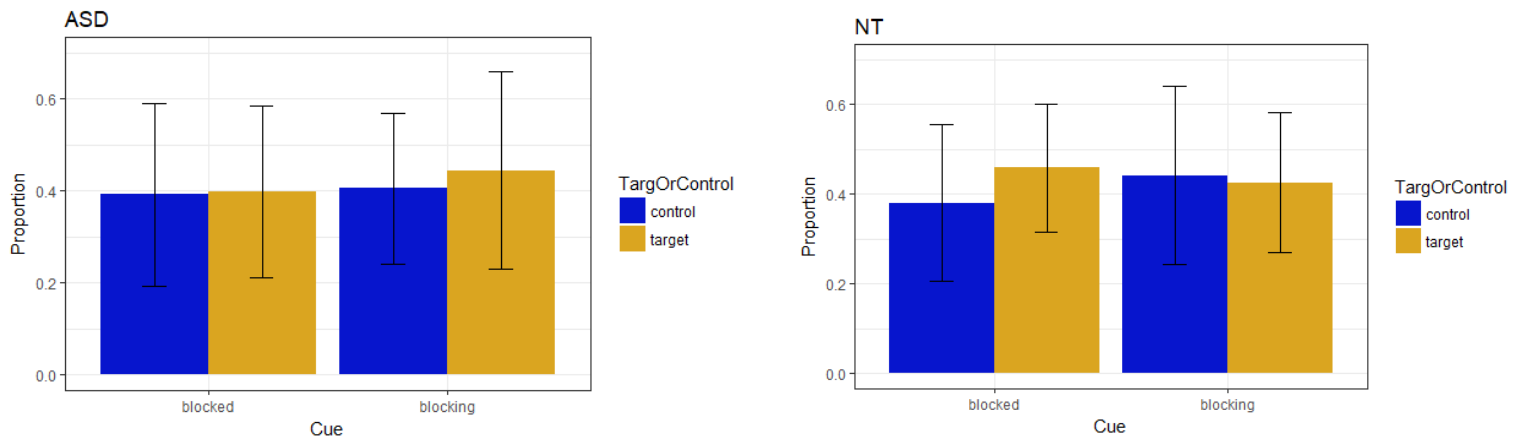 ASD
Proportion
0.6
0.4
0.2
0.0
blocked blocking
Cue
TargOrControl
control
target
NT
Proportion
0.6
0.4
0.2
0.0
blocked blocking
Cue
TargOrControl
control
target